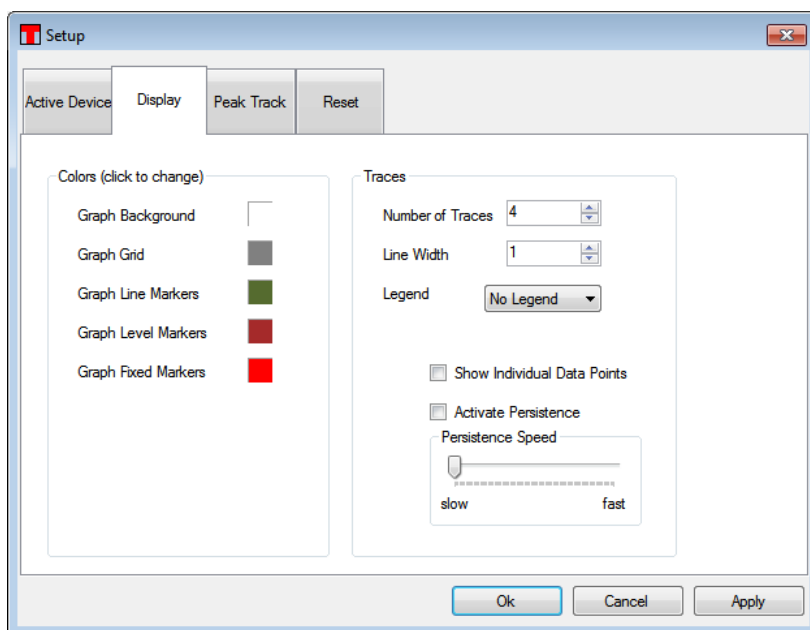 Setup
Active Device Display Peak Track Reset
Colors (click to change)
Graph Background
Graph Grid
Graph Line Markers
Graph Level Markers
Graph Fixed Markers
Traces
Number of Traces 4
Line Width 1
Legend No Legend
Show Individual Data Points
Activate Persistence
Persistence Speed
slow fast
Ok Cancel Apply